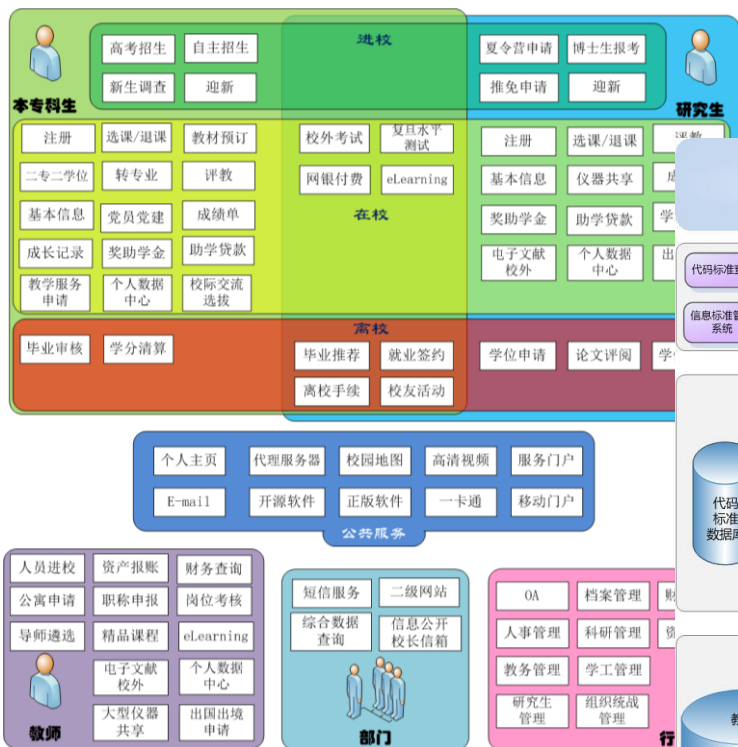 进校
高考招生
自主招生
夏令营申请
博士生报考
新生调查
迎新
推免申请
迎新
本专科生
研究生
注册
选课/退课
教材预订
校外考试
复旦水平
测试
注册
选课/退课
评教
二专二学位
转专业
评教
网银付费
eLearning
基本信息
仪器共享
基本信息
党员党建
成绩单
在校
奖助学金
助学贷款
学
成长记录
奖助学金
助学贷款
电子文献
校外
个人数据
中心
出
教学服务
申请
个人数据
中心
校际交流
选拔
离校
毕业审核
学分清算
毕业推荐
就业签约
学位申请
论文评阅
学
离校手续
校友活动
代码标准
信息标准管
系统
代码
标准
数据库
个人主页
代理服务器
校园地图
高清视频
服务门户
E-mail
开源软件
正版软件
一卡通
移动门户
公共服务
人员进校
资产报账
财务查询
公寓申请
职称申报
岗位考核
导师遴选
精品课程
eLearning
电子文献
校外
个人数据
中心
大型仪器
共享
出国出境
申请
教师
短信服务
二级网站
综合数据
查询
信息公开
校长信箱
部门
OA
档案管理
人事管理
科研管理
教务管理
学工管理
研究生
管理
组织统战
管理
行